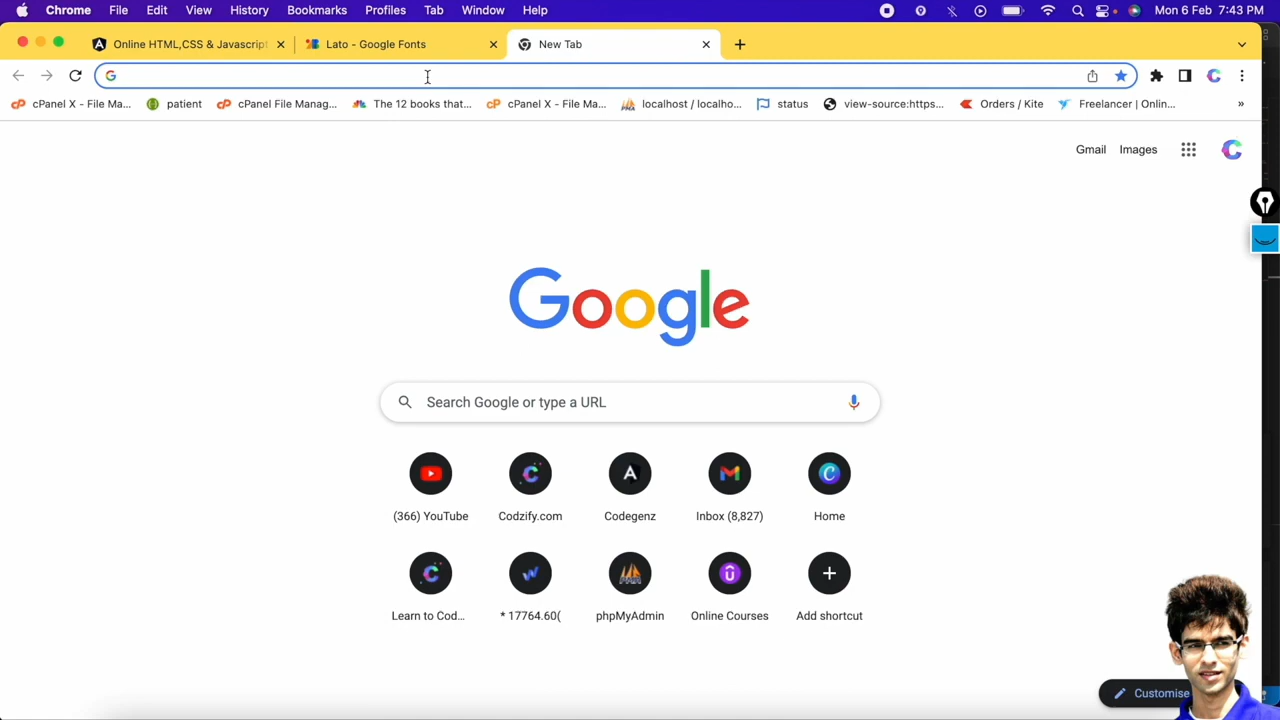 Chrome File Edit View History Bookmarks Profiles Tab Window Help Mon 6 Feb 7:43 PM
Online HTML,CSS & Javascript Lato - Google Fonts New Tab
cPanel X - File Ma... patient cPanel File Manag... The 12 books that... cPanel X - File Ma... localhost / localho... status view-source:https... Orders / Kite Freelancer | Onlin... »
Gmail Images
Google
Search Google or type a URL
(366) YouTube Codzify.com Codegenz Inbox (8,827) Home
Learn to Cod... * 17764.60( phpMyAdmin Online Courses Add shortcut
Customise